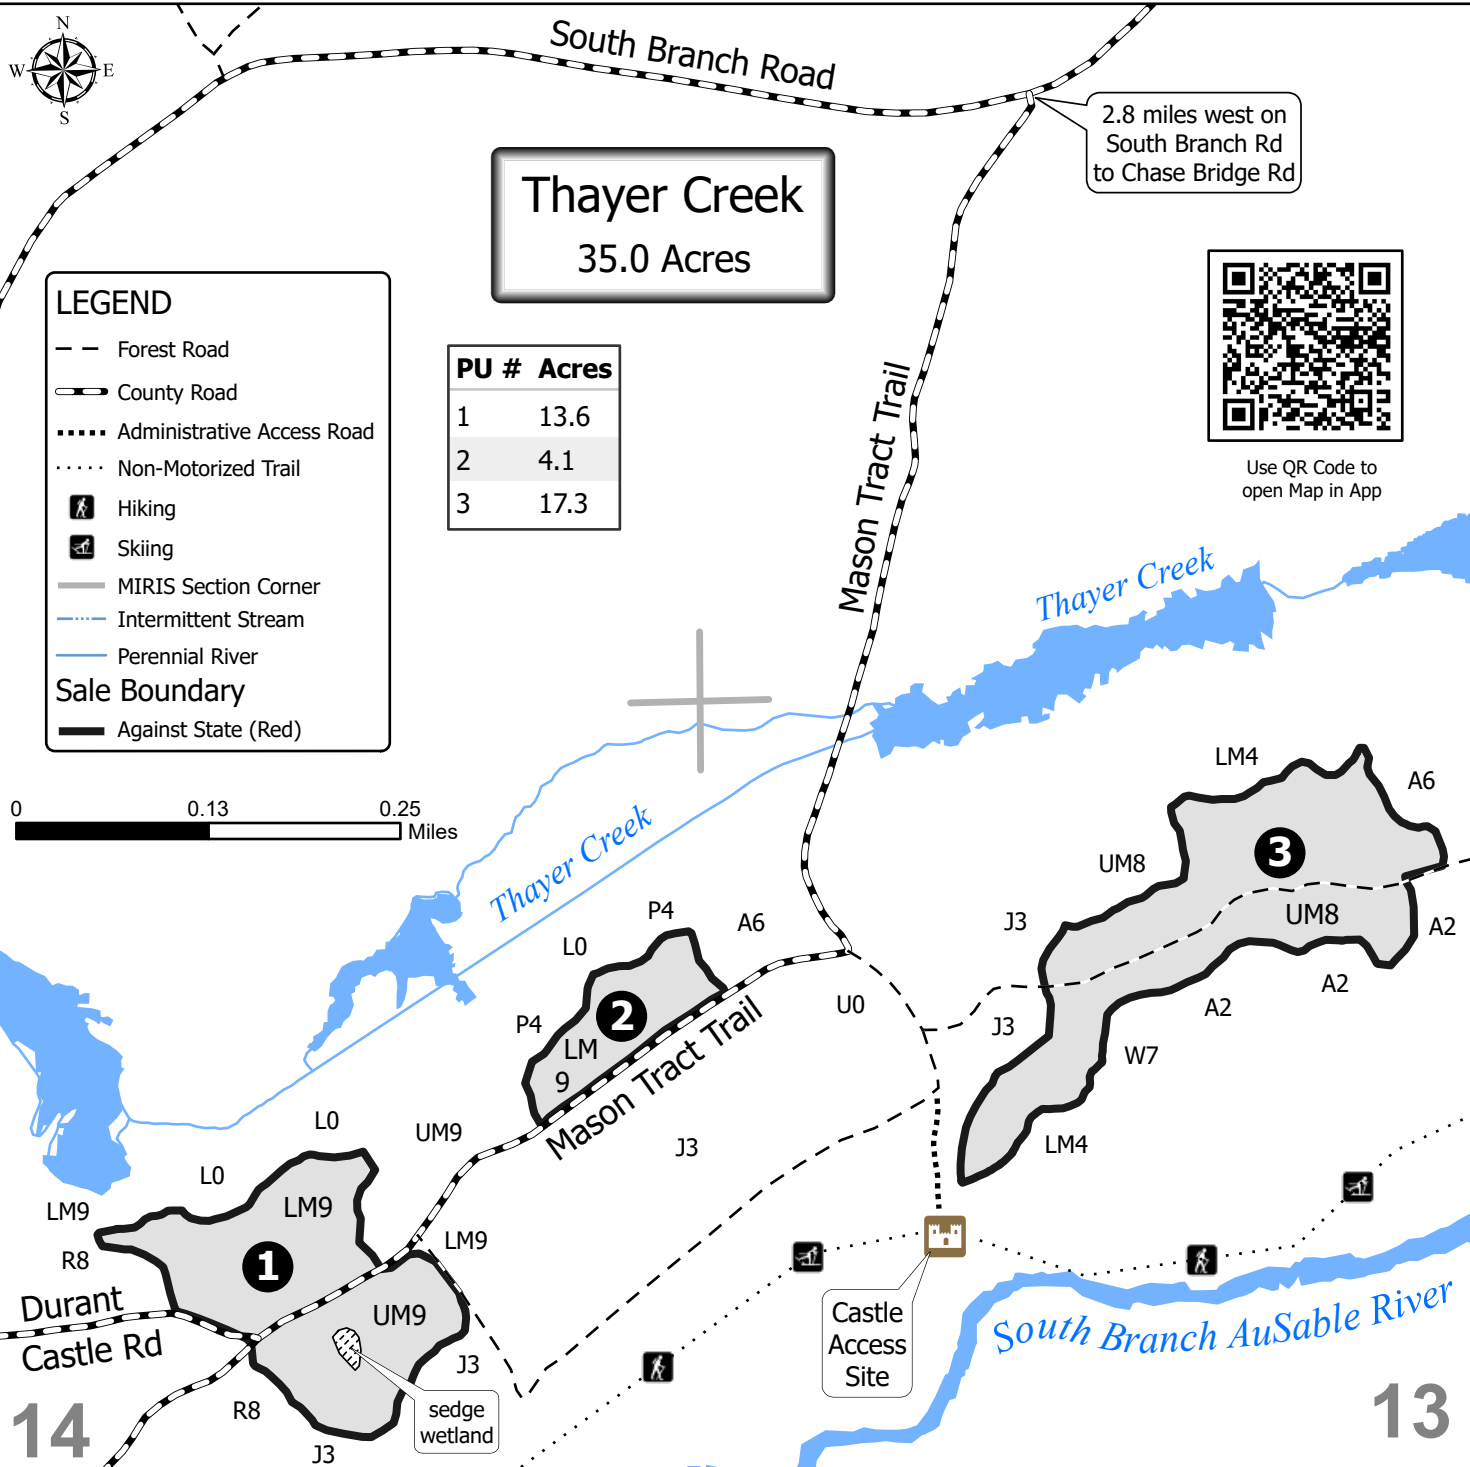 N
W
E
S
South Branch Road
2.8 miles west on
South Branch Rd
to Chase Bridge Rd
Thayer Creek
35.0 Acres
LEGEND
Forest Road
County Road
Administrative Access Road
Non-Motorized Trail
Hiking
Skiing
MIRIS Section Corner
Intermittent Stream
Perennial River
Sale Boundary
Against State (Red)
PU # Acres
1 13.6
2 4.1
3 17.3
Use QR Code to
open Map in App
Mason Tract Trail
Thayer Creek
0 0.13 0.25
Miles
Thayer Creek
LM4
A6
UM8
3
UM8
J3
A2
A2
A2
J3
W7
LM4
P4
A6
L0
P4
2
LM
9
U0
Mason Tract Trail
J3
L0
UM9
L0
LM9
LM9
R8
1
LM9
UM9
Durant
Castle Rd
J3
R8
J3
sedge
wetland
Castle
Access
Site
South Branch AuSable River
14
13